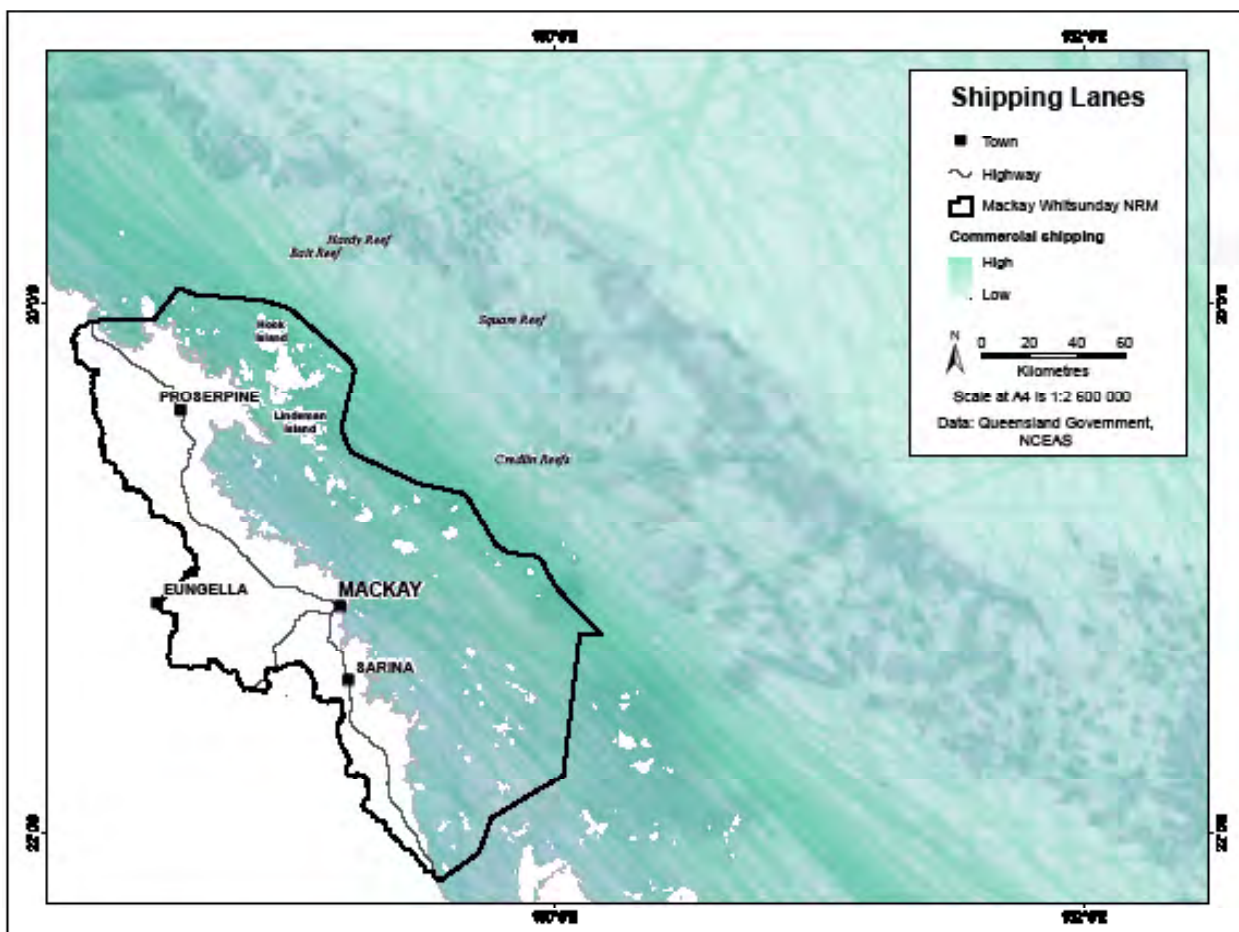 Shipping Lanes
Town
Highway
Mackay Whitsunday NRM
Commercial shipping
High
Low
N
0 20 40 60
Kilometres
Scale at A4 is 1:2 600 000
Data: Queensland Government,
NCEAS
Hardy Reef
Bait Reef
Square Reef
Hook
Island
PROSERPINE
Lindeman
Island
Credlin Reefs
EUNGELLA
MACKAY
SARINA